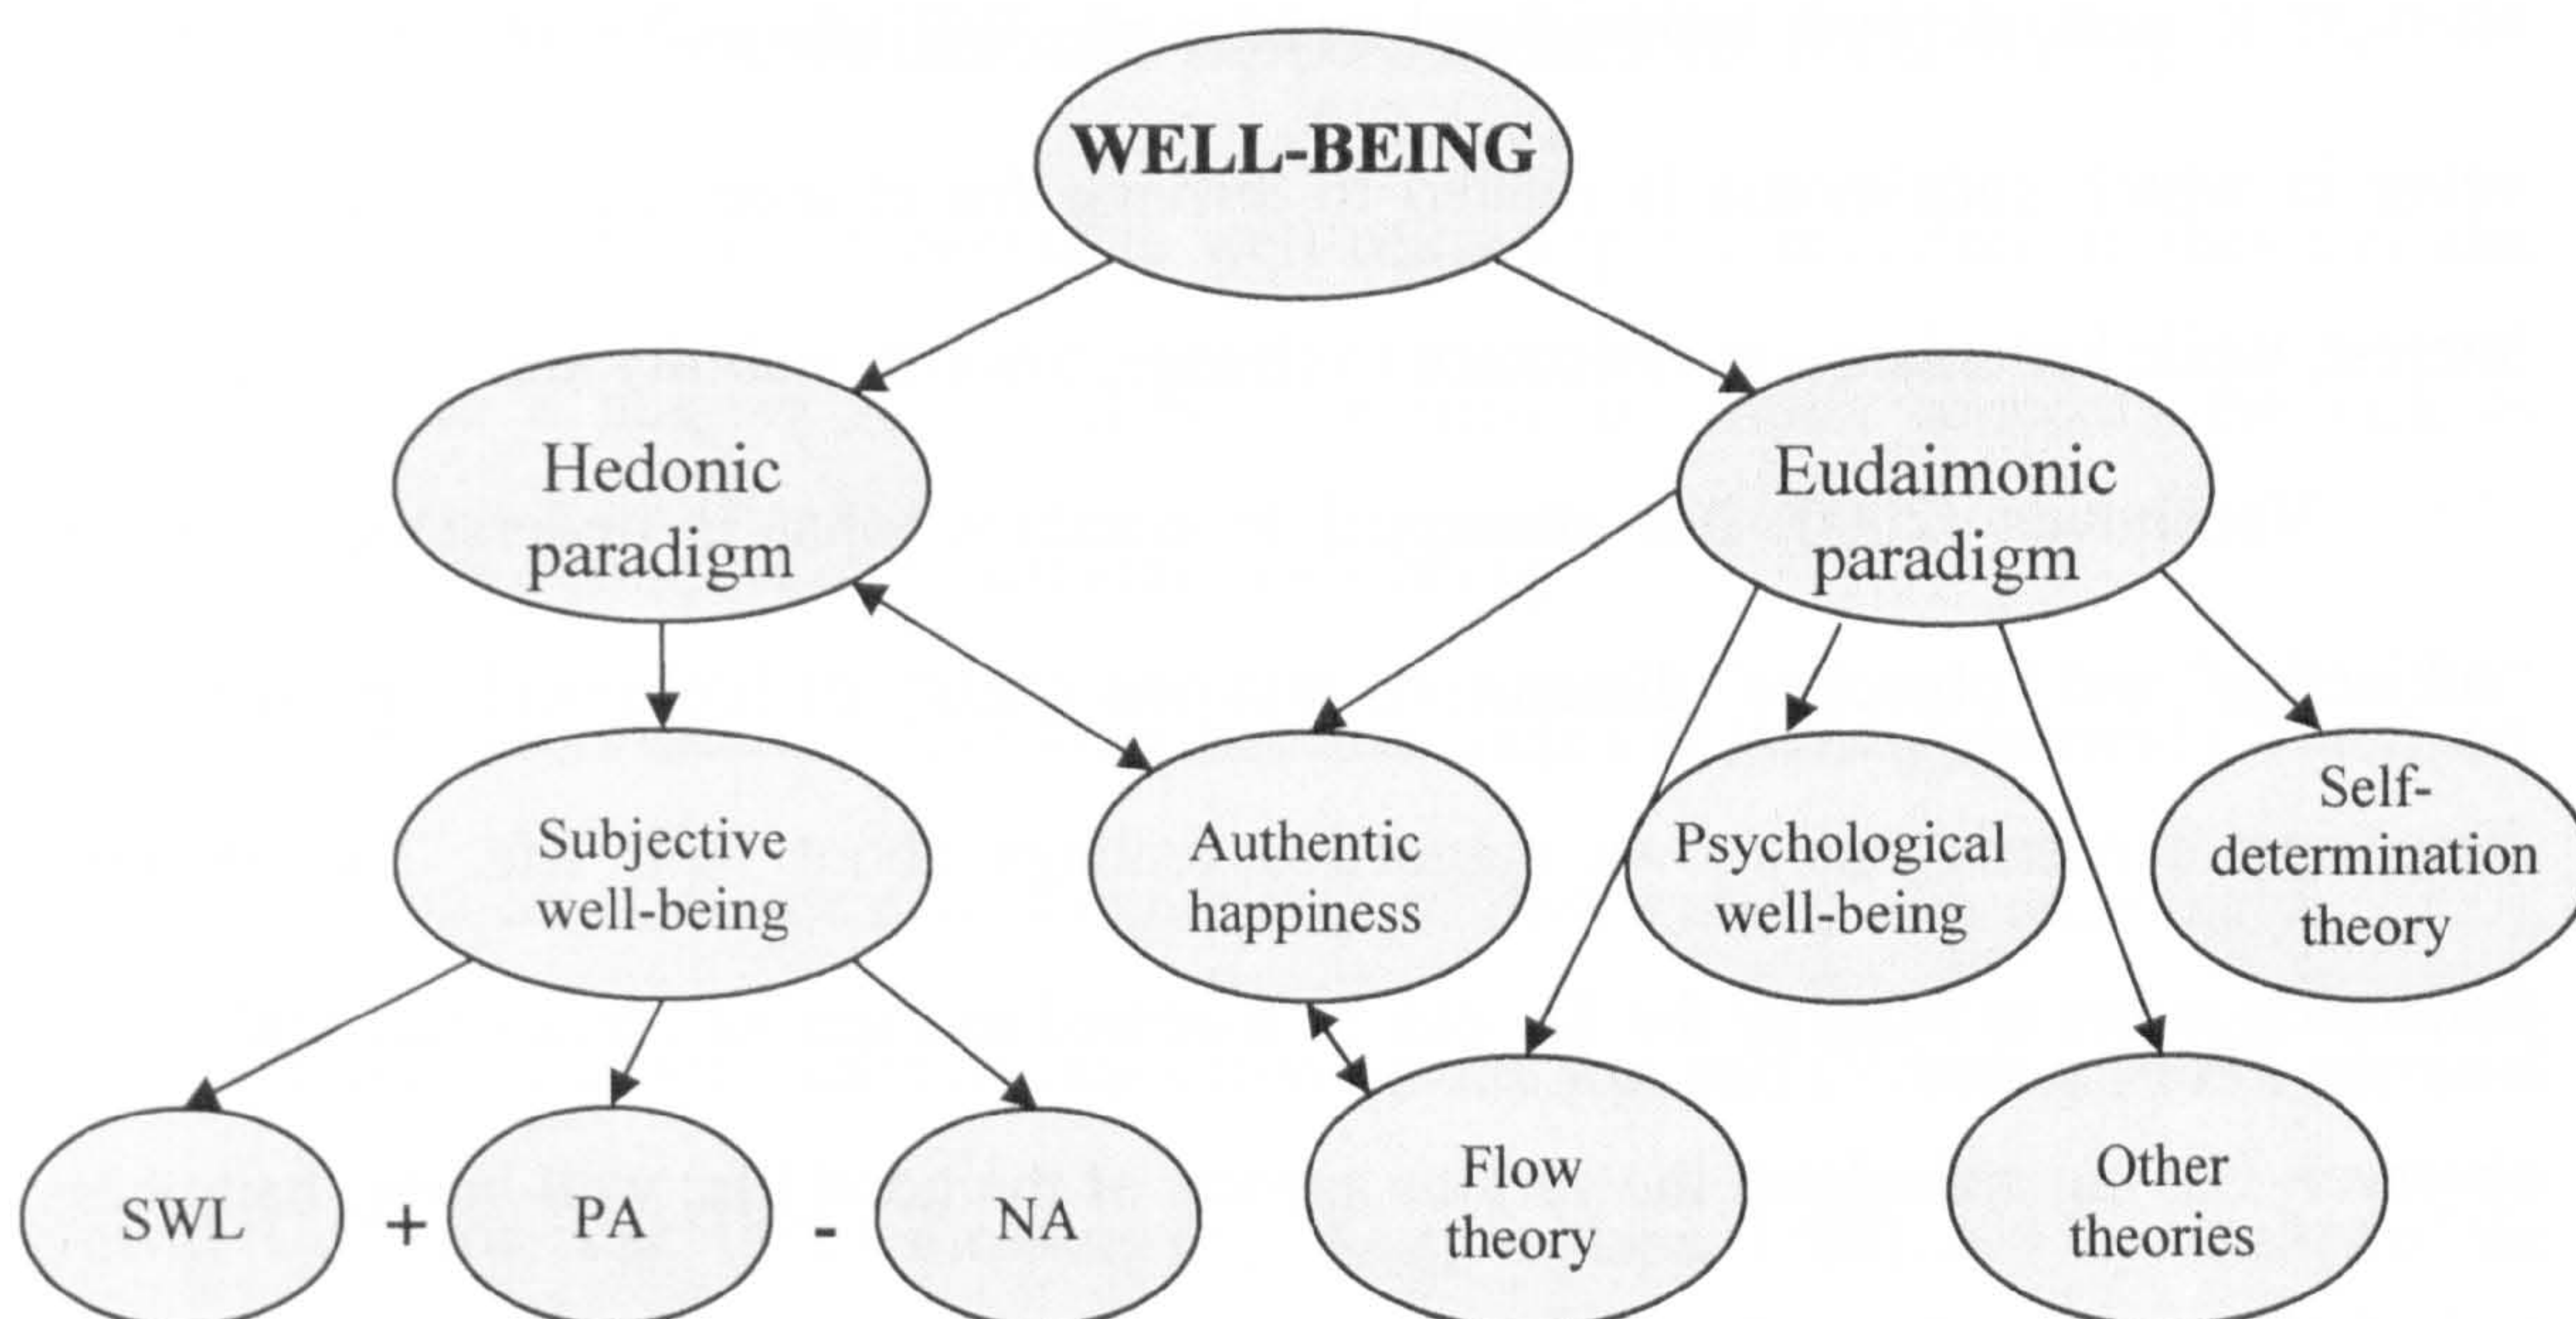 WELL-BEING
Hedonic
paradigm
Eudaimonic
paradigm
Subjective
well-being
Authentic
happiness
Psychological
well-being
Self-
determination
theory
SWL
+
PA
-
NA
Flow
theory
Other
theories